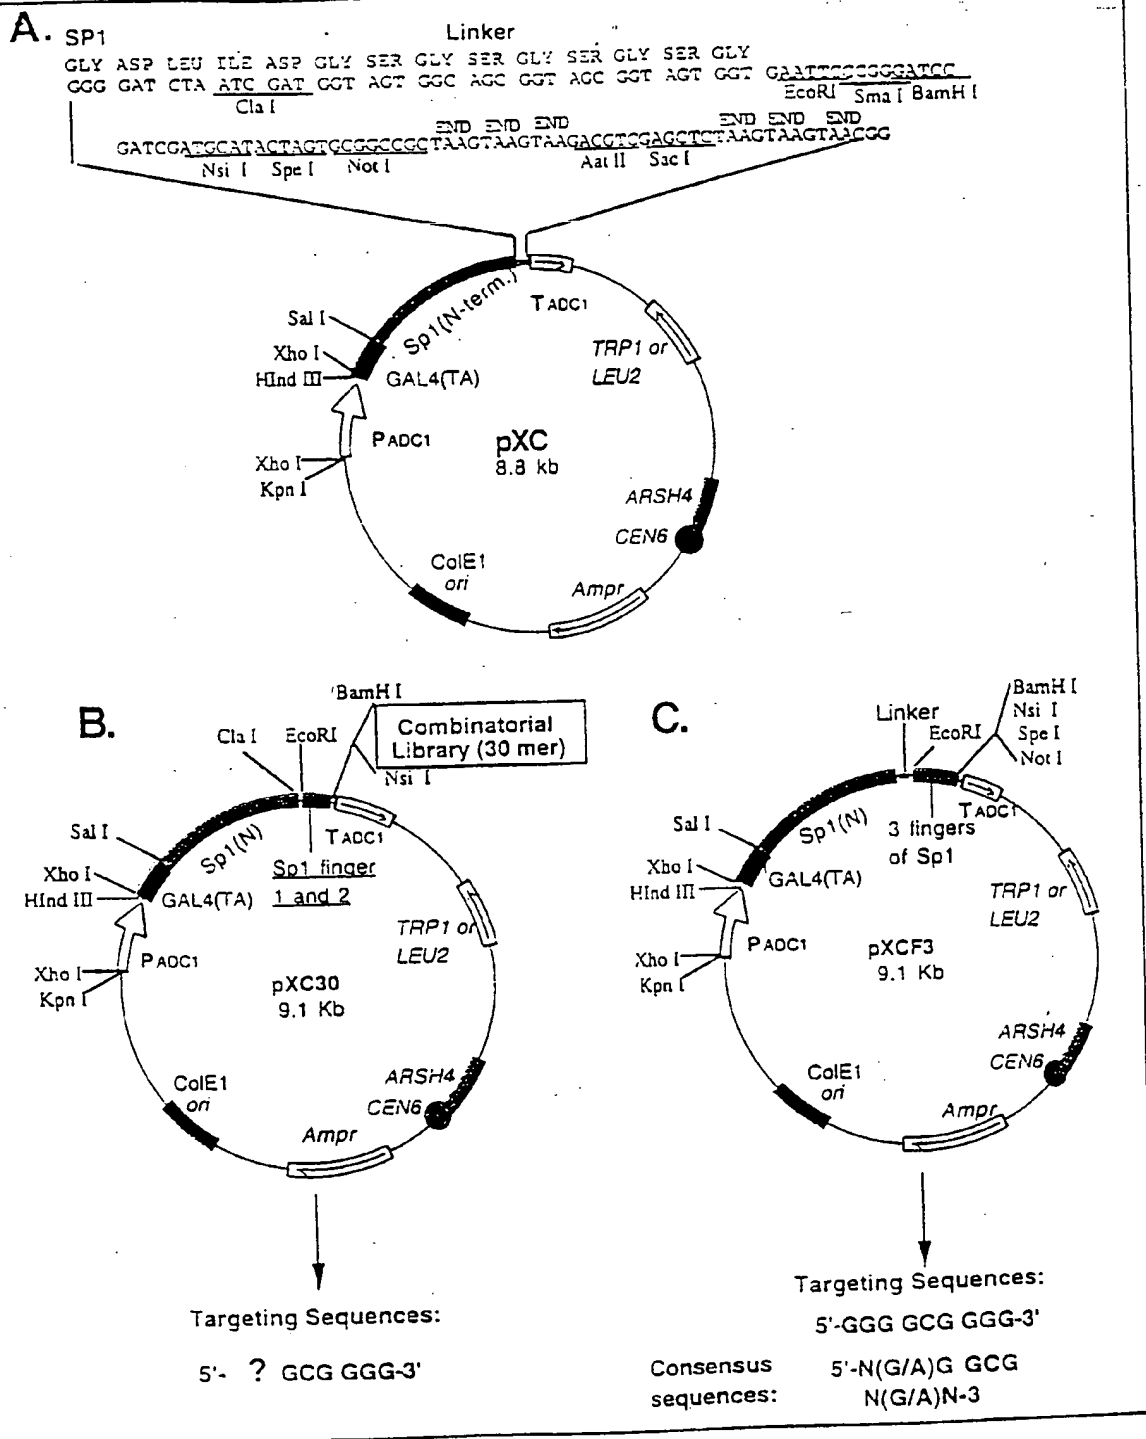 A.
SP1
Linker
GLY ASP LEU ILE ASP GLY SER GLY SER GLY SER GLY SER GLY
GGG GAT CTA ATC GAT GGT AGT GGC AGC GGT AGC GGT AGT GGT GAATTCCCGGGGATCC
Cla I
EcoRI Sma I BamH I
END END END
END END END
GATCGATGCATACTAGTGCGGCCGCTAAGTAAGTAAGACGTCGAGCTCTAAGTAAGTAACGG
Nsi I Spe I Not I
Aat II Sac I
Sp1(N-term.)
TADC1
Sal I
Xho I
HInd III
GAL4(TA)
TRP1 or
LEU2
PADC1
pXC
8.8 kb
Xho I
Kpn I
ARSH4
CEN6
ColE1
ori
Ampr
B.
BamH I
Combinatorial
Library (30 mer)
Cla I
EcoRI
Nsi I
Sp1(N)
TADC1
Sal I
Sp1 finger
1 and 2
Xho I
HInd III
GAL4(TA)
TRP1 or
LEU2
PADC1
Xho I
Kpn I
pXC30
9.1 Kb
ColE1
ori
ARSH4
CEN6
Ampr
Targeting Sequences:
5'- ? GCG GGG-3'
C.
BamH I
Nsi I
Spe I
Not I
Linker
EcoRI
Sp1(N)
TADC1
3 fingers
of Sp1
Sal I
Xho I
HInd III
GAL4(TA)
TRP1 or
LEU2
PADC1
Xho I
Kpn I
pXCF3
9.1 Kb
ARSH4
CEN6
ColE1
ori
Ampr
Targeting Sequences:
5'-GGG GCG GGG-3'
Consensus
sequences:
5'-N(G/A)G GCG
N(G/A)N-3